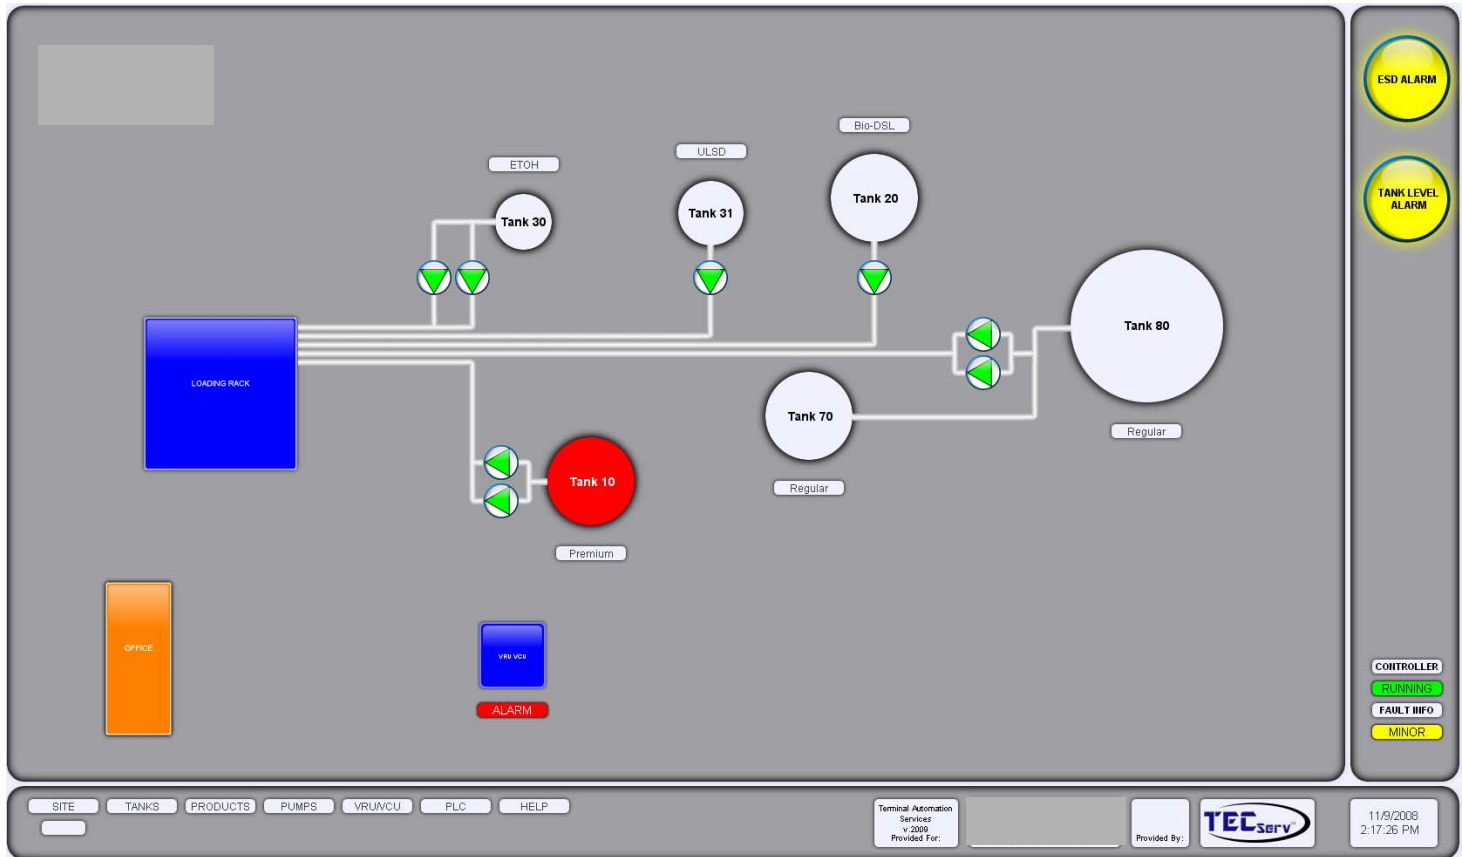 ESD ALARM
Bio-DSL
ULSD
ETOH
Tank 30
Tank 31
Tank 20
TANK LEVEL
ALARM
Tank 80
LOADING RACK
Tank 70
Regular
Tank 10
Regular
Premium
OFFICE
VRU VCU
ALARM
CONTROLLER
RUNNING
FAULT INFO
MINOR
SITE
TANKS
PRODUCTS
PUMPS
VRU/VCU
PLC
HELP
Terminal Automation
Services
v.2009
Provided For:
Provided By:
TECServ™
11/9/2008
2:17:26 PM